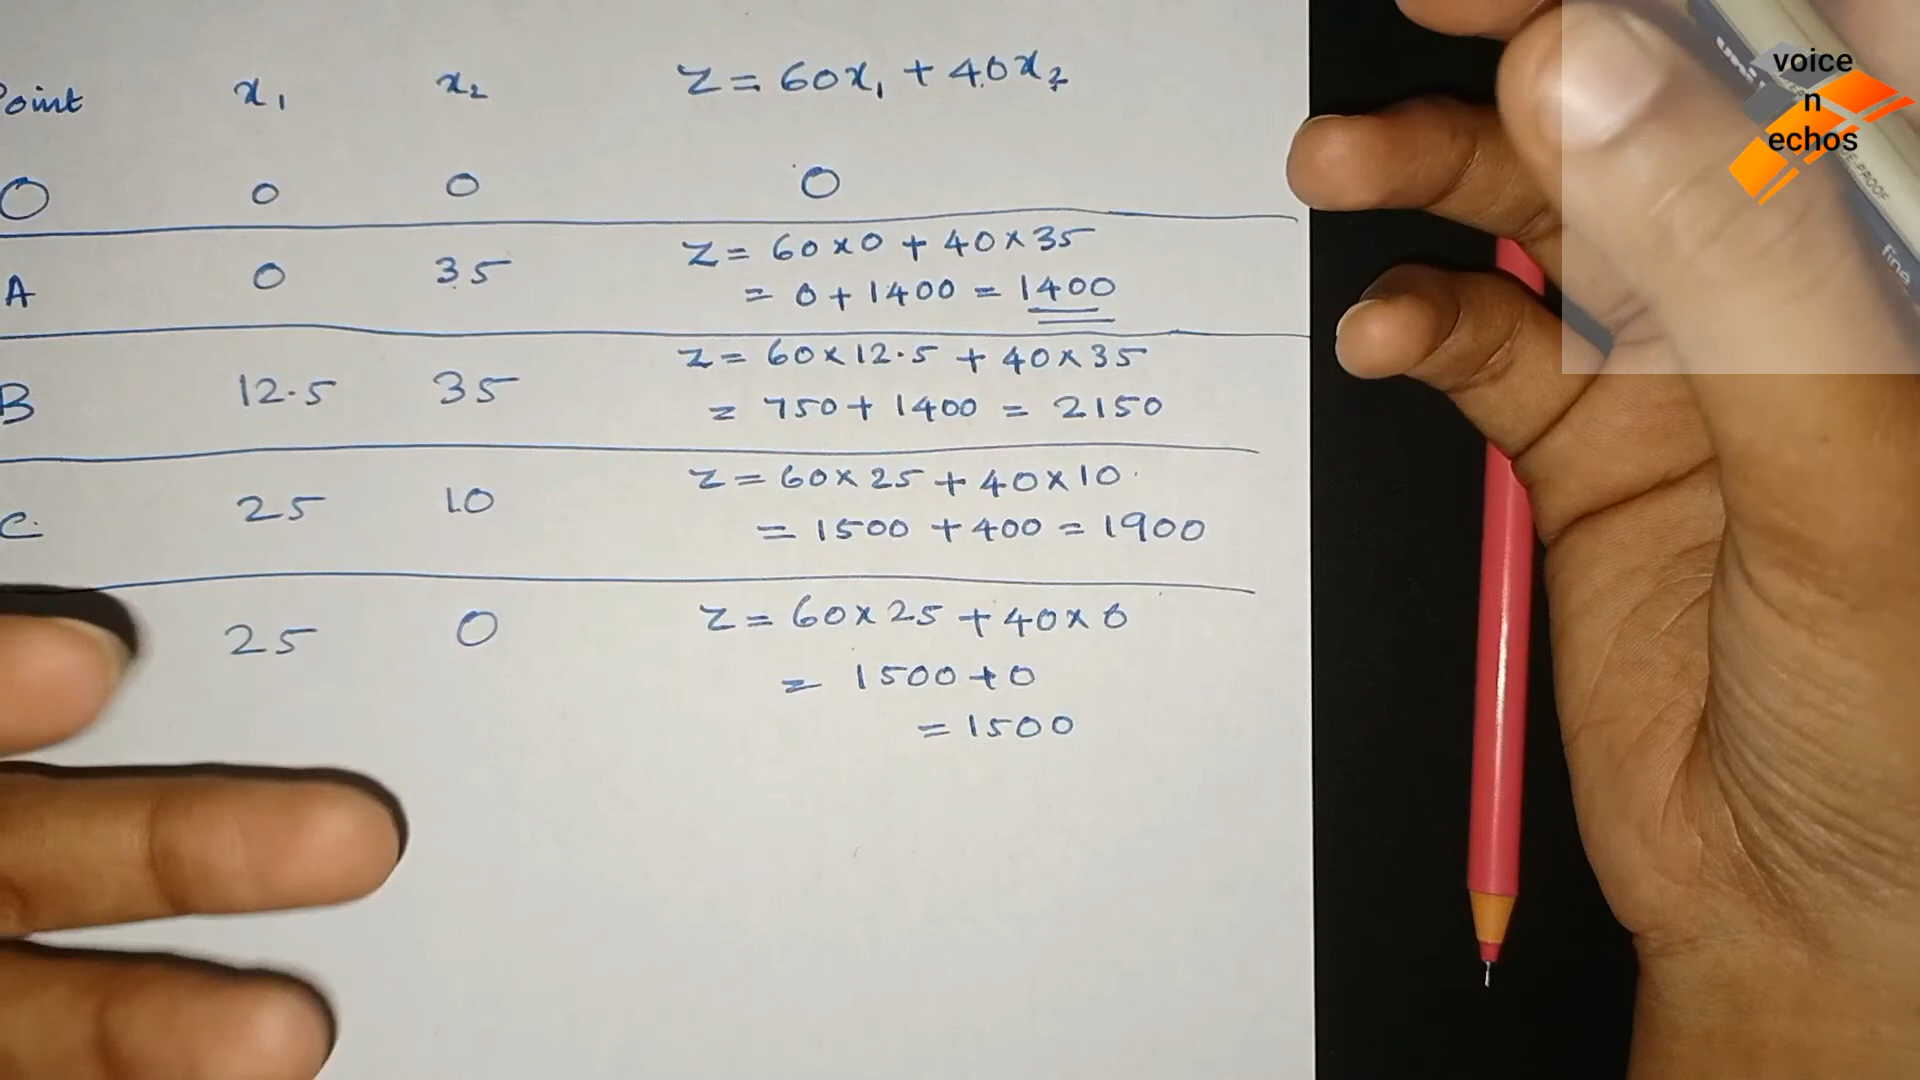 Point x₁ x₂ Z = 60x₁ + 40x₂
O 0 0 0
A 0 35 Z = 60×0 + 40×35
= 0 + 1400 = 1400
B 12.5 35 Z = 60×12.5 + 40×35
= 750 + 1400 = 2150
C. 25 10 Z = 60×25 + 40×10
= 1500 + 400 = 1900
25 0 Z = 60×25 + 40×0
= 1500 + 0
= 1500
voice
n
echos
fine